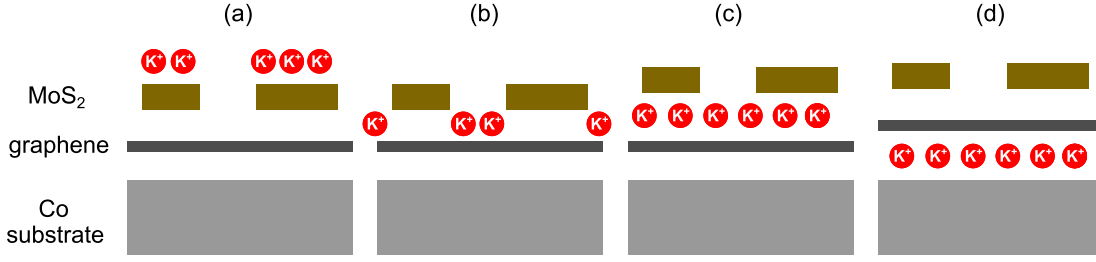 (a) (b) (c) (d)
K⁺ K⁺ K⁺ K⁺ K⁺
MoS₂
K⁺ K⁺ K⁺ K⁺ K⁺ K⁺
K⁺ K⁺ K⁺ K⁺
graphene
K⁺ K⁺ K⁺ K⁺ K⁺ K⁺
Co
substrate